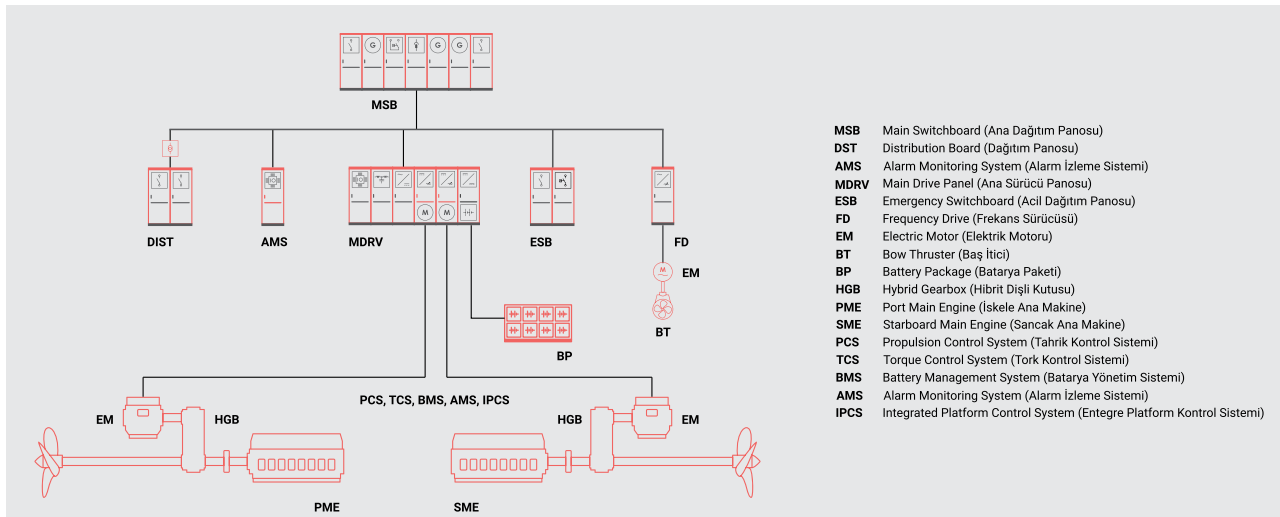 G
G
G
MSB
M
M
DIST
AMS
MDRV
ESB
FD
M
EM
BT
BP
PCS, TCS, BMS, AMS, IPCS
EM
HGB
HGB
EM
PME
SME
MSB Main Switchboard (Ana Dağıtım Panosu)
DST Distribution Board (Dağıtım Panosu)
AMS Alarm Monitoring System (Alarm İzleme Sistemi)
MDRV Main Drive Panel (Ana Sürücü Panosu)
ESB Emergency Switchboard (Acil Dağıtım Panosu)
FD Frequency Drive (Frekans Sürücüsü)
EM Electric Motor (Elektrik Motoru)
BT Bow Thruster (Baş İtici)
BP Battery Package (Batarya Paketi)
HGB Hybrid Gearbox (Hibrit Dişli Kutusu)
PME Port Main Engine (İskele Ana Makine)
SME Starboard Main Engine (Sancak Ana Makine)
PCS Propulsion Control System (Tahrik Kontrol Sistemi)
TCS Torque Control System (Tork Kontrol Sistemi)
BMS Battery Management System (Batarya Yönetim Sistemi)
AMS Alarm Monitoring System (Alarm İzleme Sistemi)
IPCS Integrated Platform Control System (Entegre Platform Kontrol Sistemi)